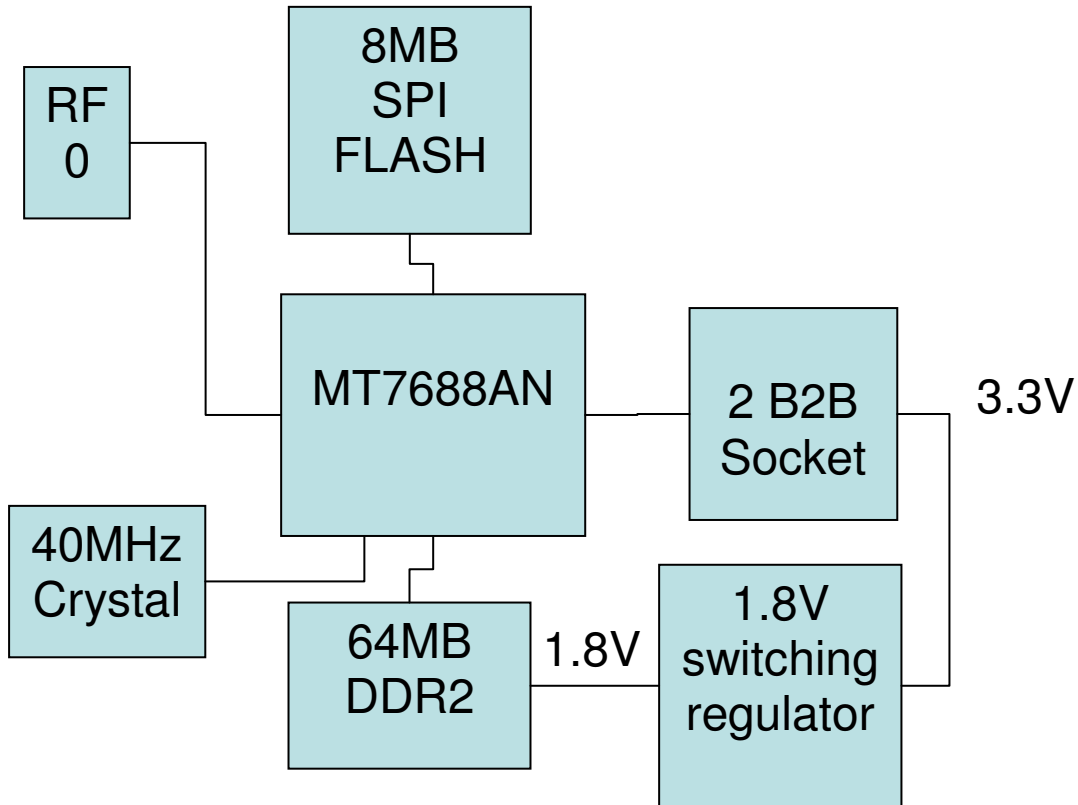 8MB
SPI
FLASH
RF
0
MT7688AN
2 B2B
Socket
3.3V
40MHz
Crystal
64MB
DDR2
1.8V
1.8V
switching
regulator